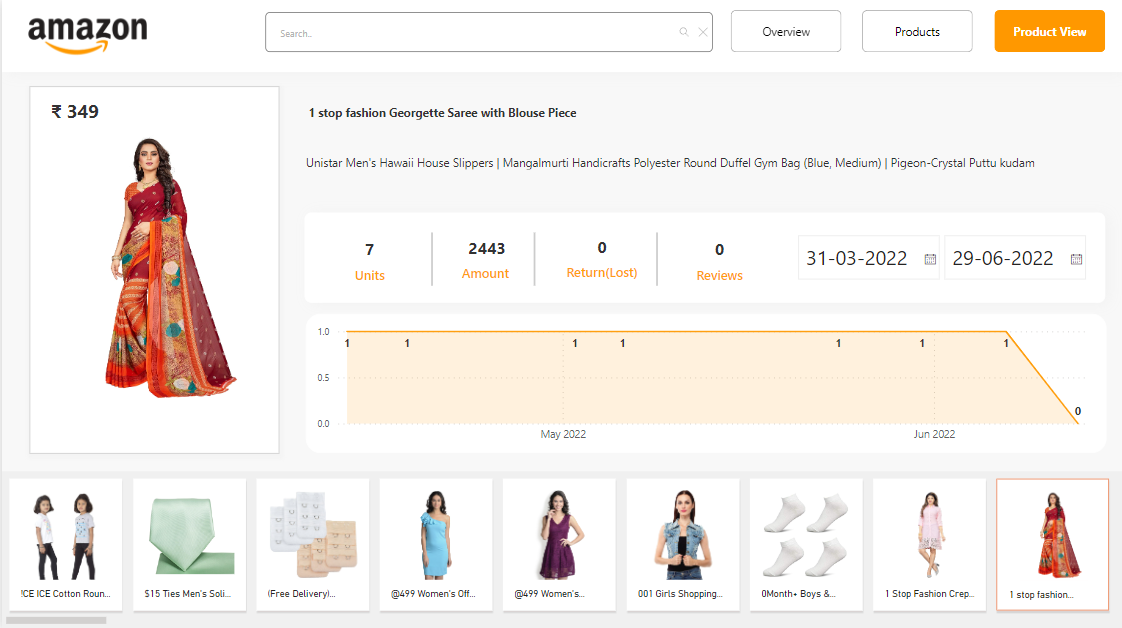 amazon
Search..
Overview
Products
Product View
₹ 349
1 stop fashion Georgette Saree with Blouse Piece
Unistar Men's Hawaii House Slippers | Mangalmurti Handicrafts Polyester Round Duffel Gym Bag (Blue, Medium) | Pigeon-Crystal Puttu kudam
7
Units
2443
Amount
0
Return(Lost)
0
Reviews
31-03-2022
29-06-2022
1.0
0.5
0.0
1 1 1 1 1 1 1 0
May 2022
Jun 2022
!CE ICE Cotton Roun...
$15 Ties Men's Soli...
(Free Delivery)...
@499 Women's Off...
@499 Women's...
001 Girls Shopping...
0Month+ Boys &...
1 Stop Fashion Crep...
1 stop fashion...